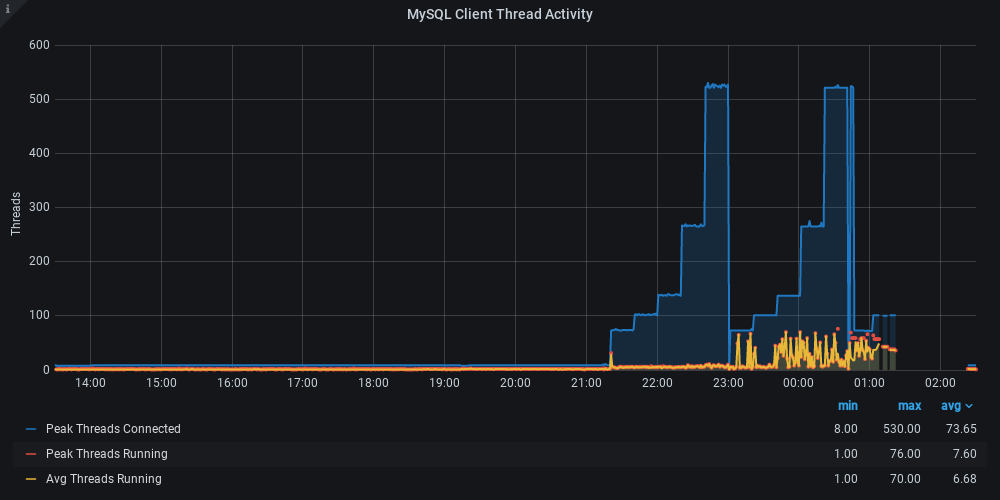 i
MySQL Client Thread Activity
600
500
400
300
200
100
0
Threads
14:00 15:00 16:00 17:00 18:00 19:00 20:00 21:00 22:00 23:00 00:00 01:00 02:00
min max avg
Peak Threads Connected 8.00 530.00 73.65
Peak Threads Running 1.00 76.00 7.60
Avg Threads Running 1.00 70.00 6.68